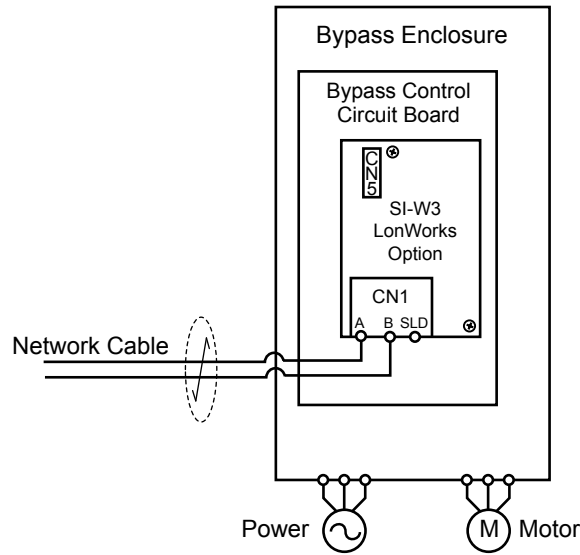 Bypass Enclosure
Bypass Control
Circuit Board
CN5
SI-W3
LonWorks
Option
CN1
A B SLD
Network Cable
Power
M Motor